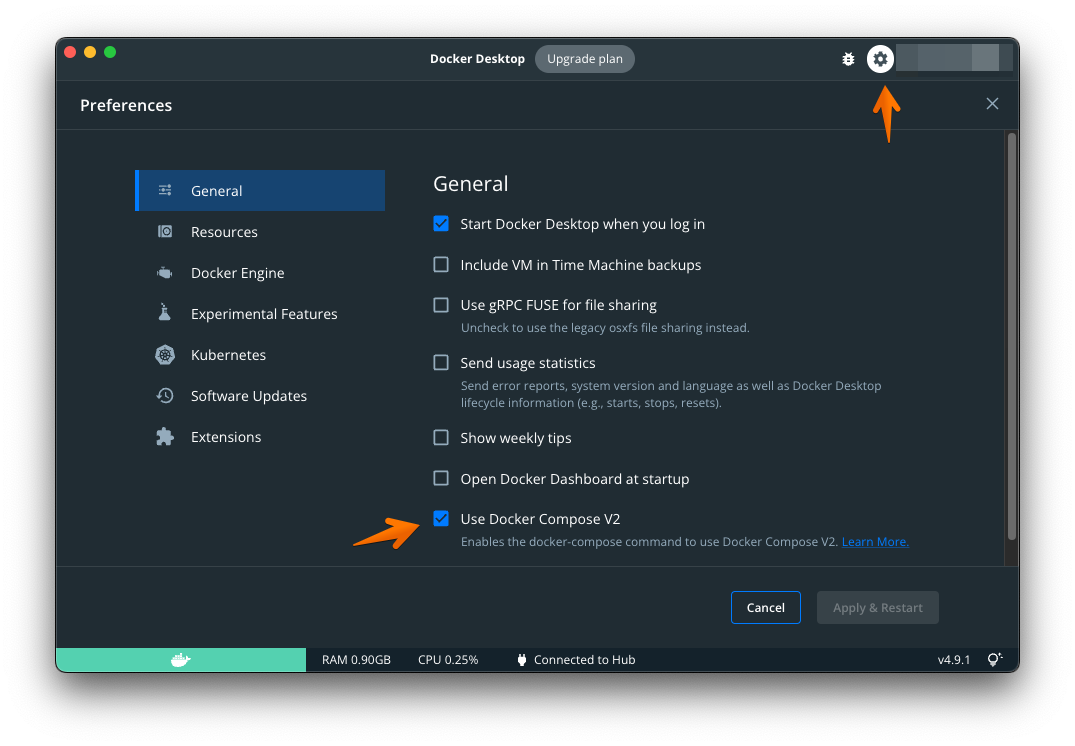 Docker Desktop
Upgrade plan
Preferences
General
Resources
Docker Engine
Experimental Features
Kubernetes
Software Updates
Extensions
General
Start Docker Desktop when you log in
Include VM in Time Machine backups
Use gRPC FUSE for file sharing
Uncheck to use the legacy osxfs file sharing instead.
Send usage statistics
Send error reports, system version and language as well as Docker Desktop
lifecycle information (e.g., starts, stops, resets).
Show weekly tips
Open Docker Dashboard at startup
Use Docker Compose V2
Enables the docker-compose command to use Docker Compose V2. Learn More.
Cancel
Apply & Restart
RAM 0.90GB
CPU 0.25%
Connected to Hub
v4.9.1